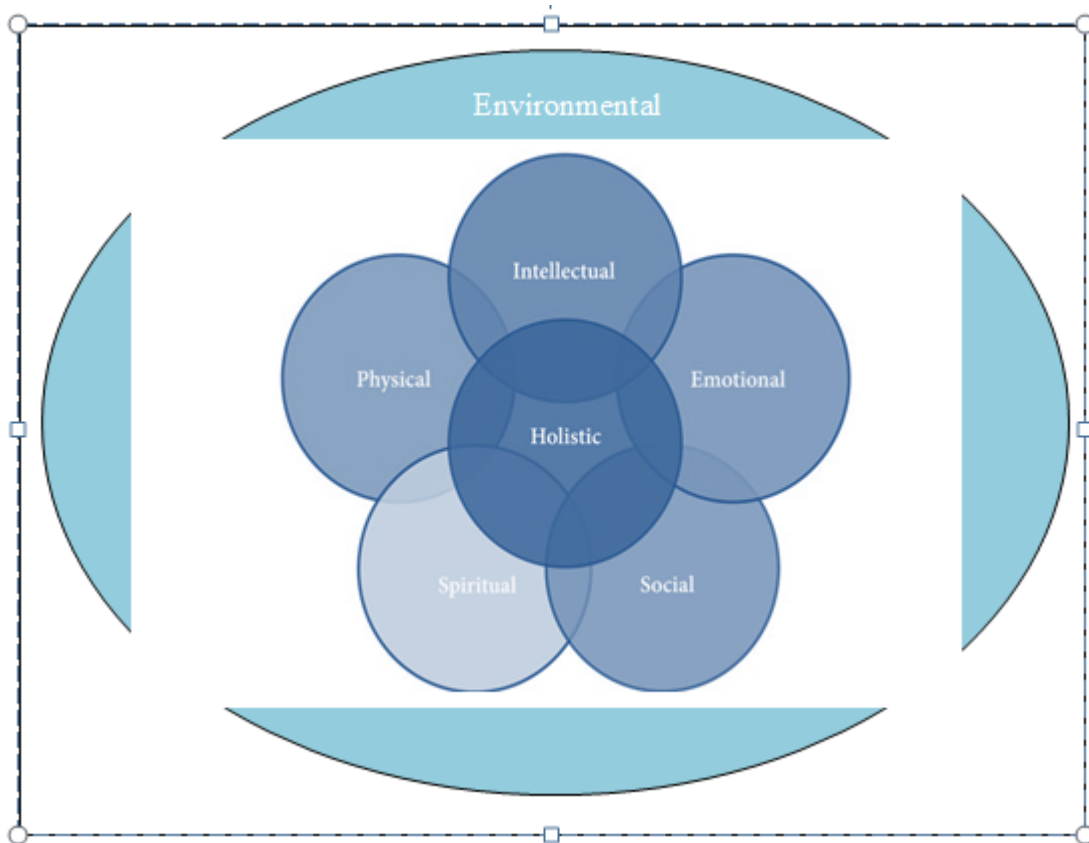 Environmental
Intellectual
Physical
Emotional
Holistic
Spiritual
Social